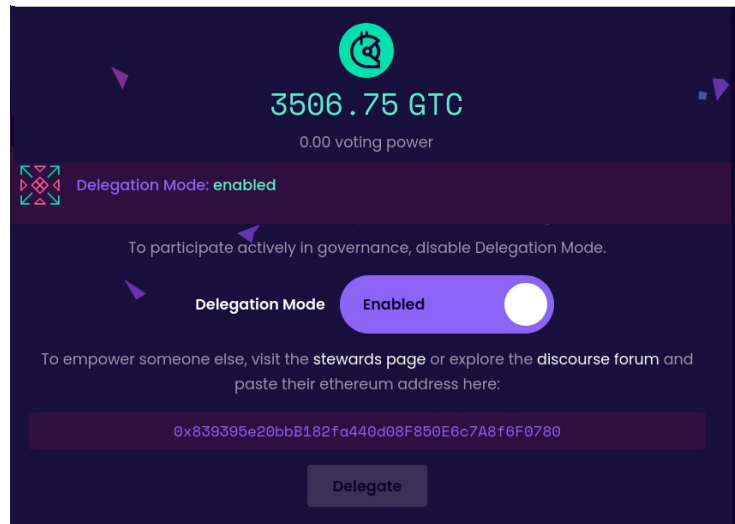 3506.75 GTC
0.00 voting power
Delegation Mode: enabled
To participate actively in governance, disable Delegation Mode.
Delegation Mode Enabled
To empower someone else, visit the stewards page or explore the discourse forum and
paste their ethereum address here:
0x839395e20bbB182fa440d08F850E6c7A8f6F0780
Delegate